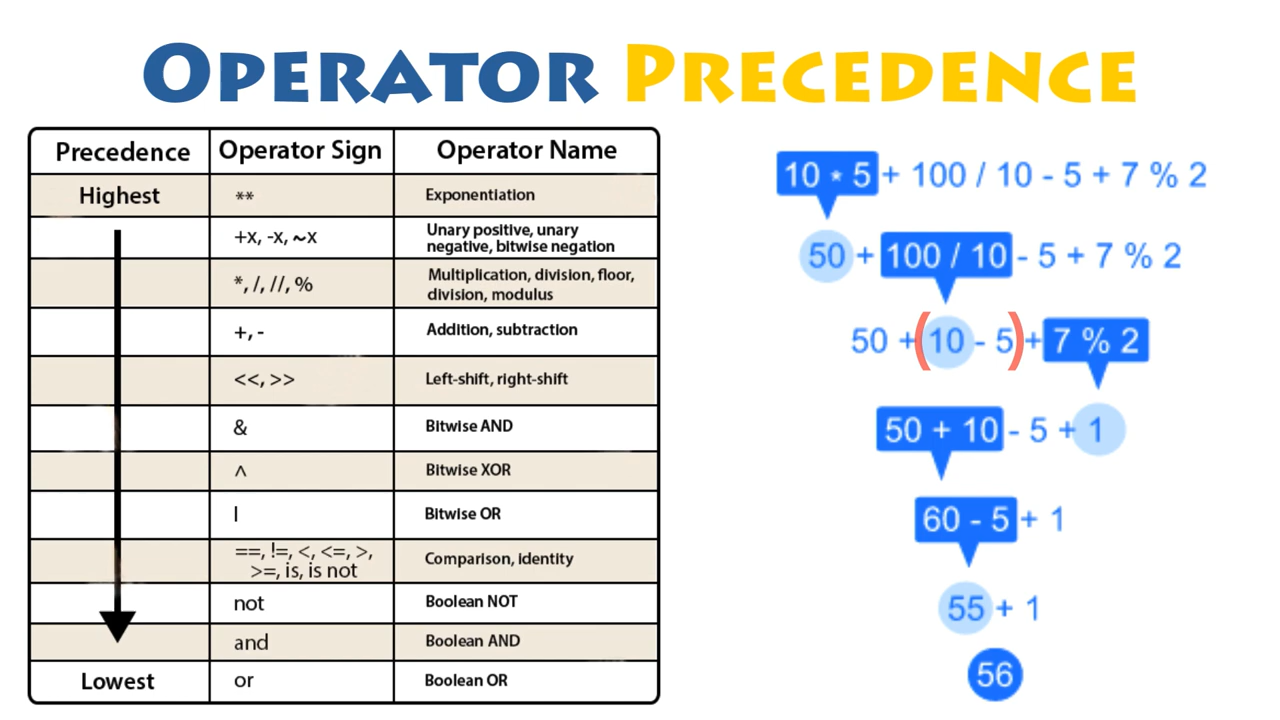 OPERATOR PRECEDENCE
Precedence Operator Sign Operator Name
Highest ** Exponentiation
+x, -x, ~x Unary positive, unary
negative, bitwise negation
*, /, //, % Multiplication, division, floor,
division, modulus
+, - Addition, subtraction
<<, >> Left-shift, right-shift
& Bitwise AND
^ Bitwise XOR
| Bitwise OR
==, !=, <, <=, >,
>=, is, is not Comparison, identity
not Boolean NOT
and Boolean AND
Lowest or Boolean OR
10 * 5 + 100 / 10 - 5 + 7 % 2
50 + 100 / 10 - 5 + 7 % 2
50 + (10 - 5) + 7 % 2
50 + 10 - 5 + 1
60 - 5 + 1
55 + 1
56